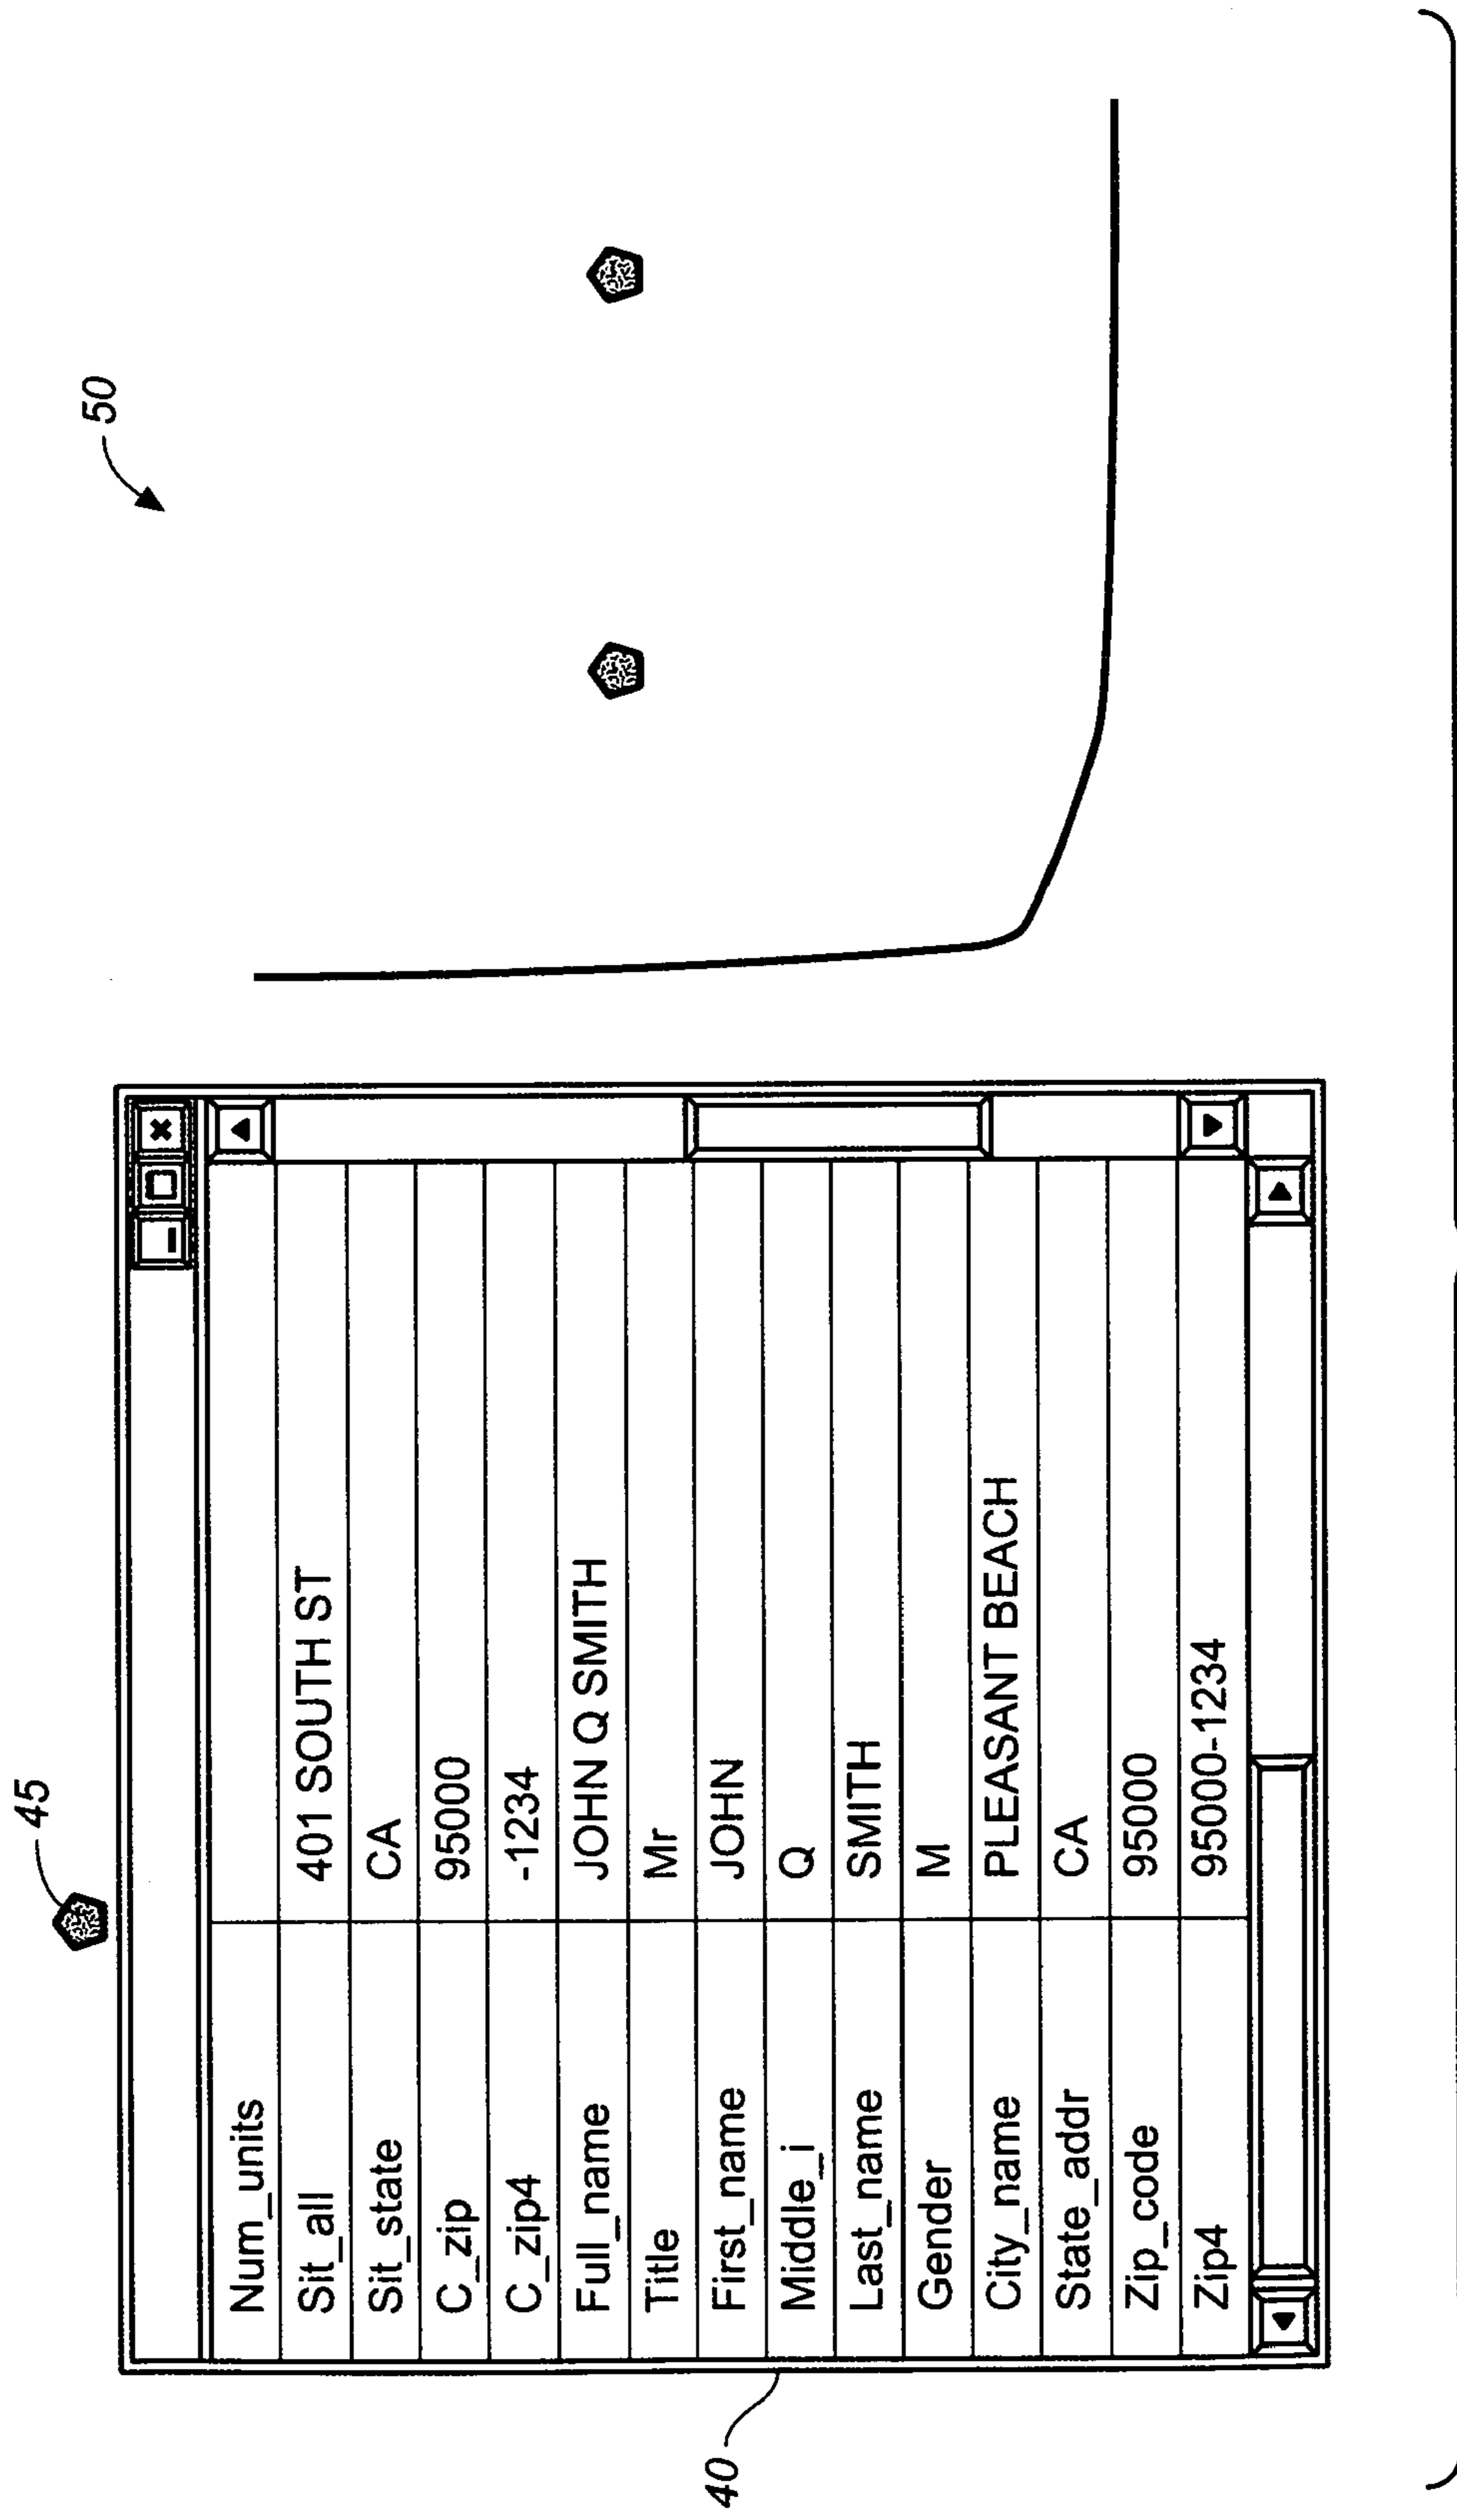 45
50
Num_units
Sit_all 401 SOUTH ST
Sit_state CA
C_zip 95000
C_zip4 -1234
Full_name JOHN Q SMITH
Title Mr
First_name JOHN
Middle_i Q
Last_name SMITH
Gender M
City_name PLEASANT BEACH
State_addr CA
Zip_code 95000
Zip4 95000-1234
40